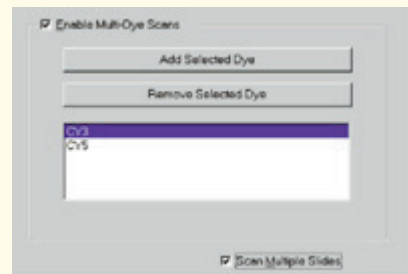 Enable Multi-Dye Scans
Add Selected Dye
Remove Selected Dye
CY3
CY5
Scan Multiple Slides